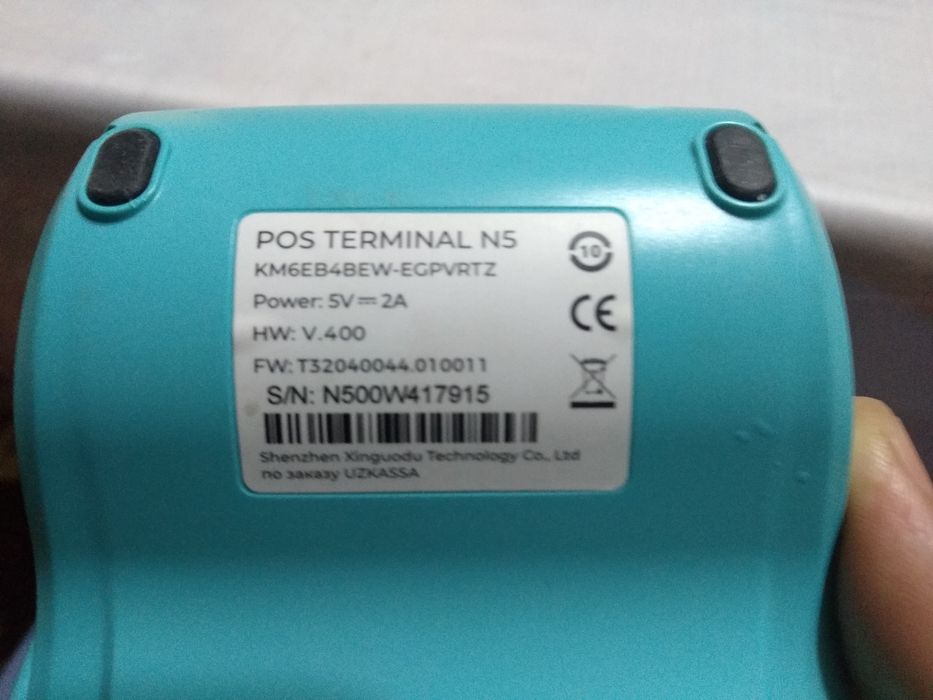 POS TERMINAL N5
KM6EB4BEW-EGPVRTZ
Power: 5V⎓2A
HW: V.400
FW: T32040044.010011
S/N: N500W417915
Shenzhen Xinguodu Technology Co., Ltd
по заказу UZKASSA
10
CE